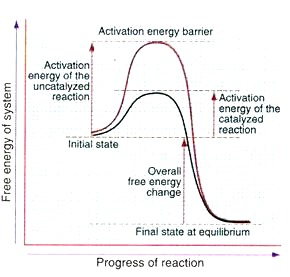 Activation energy barrier
Activation
energy of the
uncatalyzed
reaction
Activation
energy of the
catalyzed
reaction
Initial state
Overall
free energy
change
Final state at equilibrium
Free energy of system
Progress of reaction